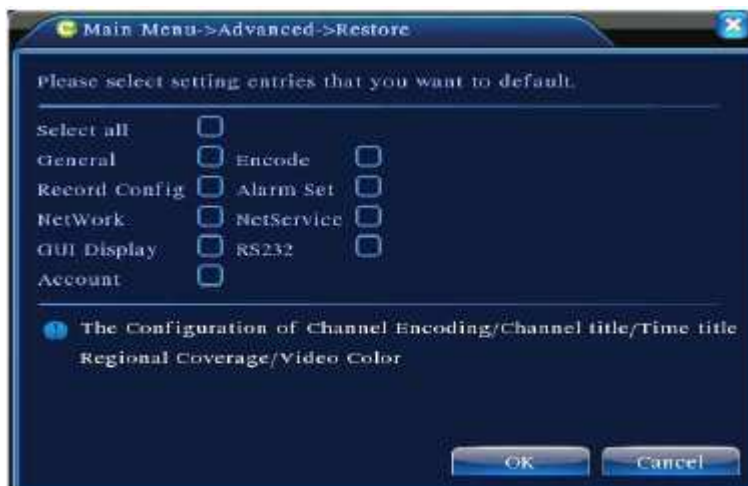 Main Menu->Advanced->Restore
Please select setting entries that you want to default.
Select all
General Encode
Record Config Alarm Set
NetWork NetService
GUI Display RS232
Account
The Configuration of Channel Encoding/Channel title/Time title
Regional Coverage/Video Color
OK Cancel